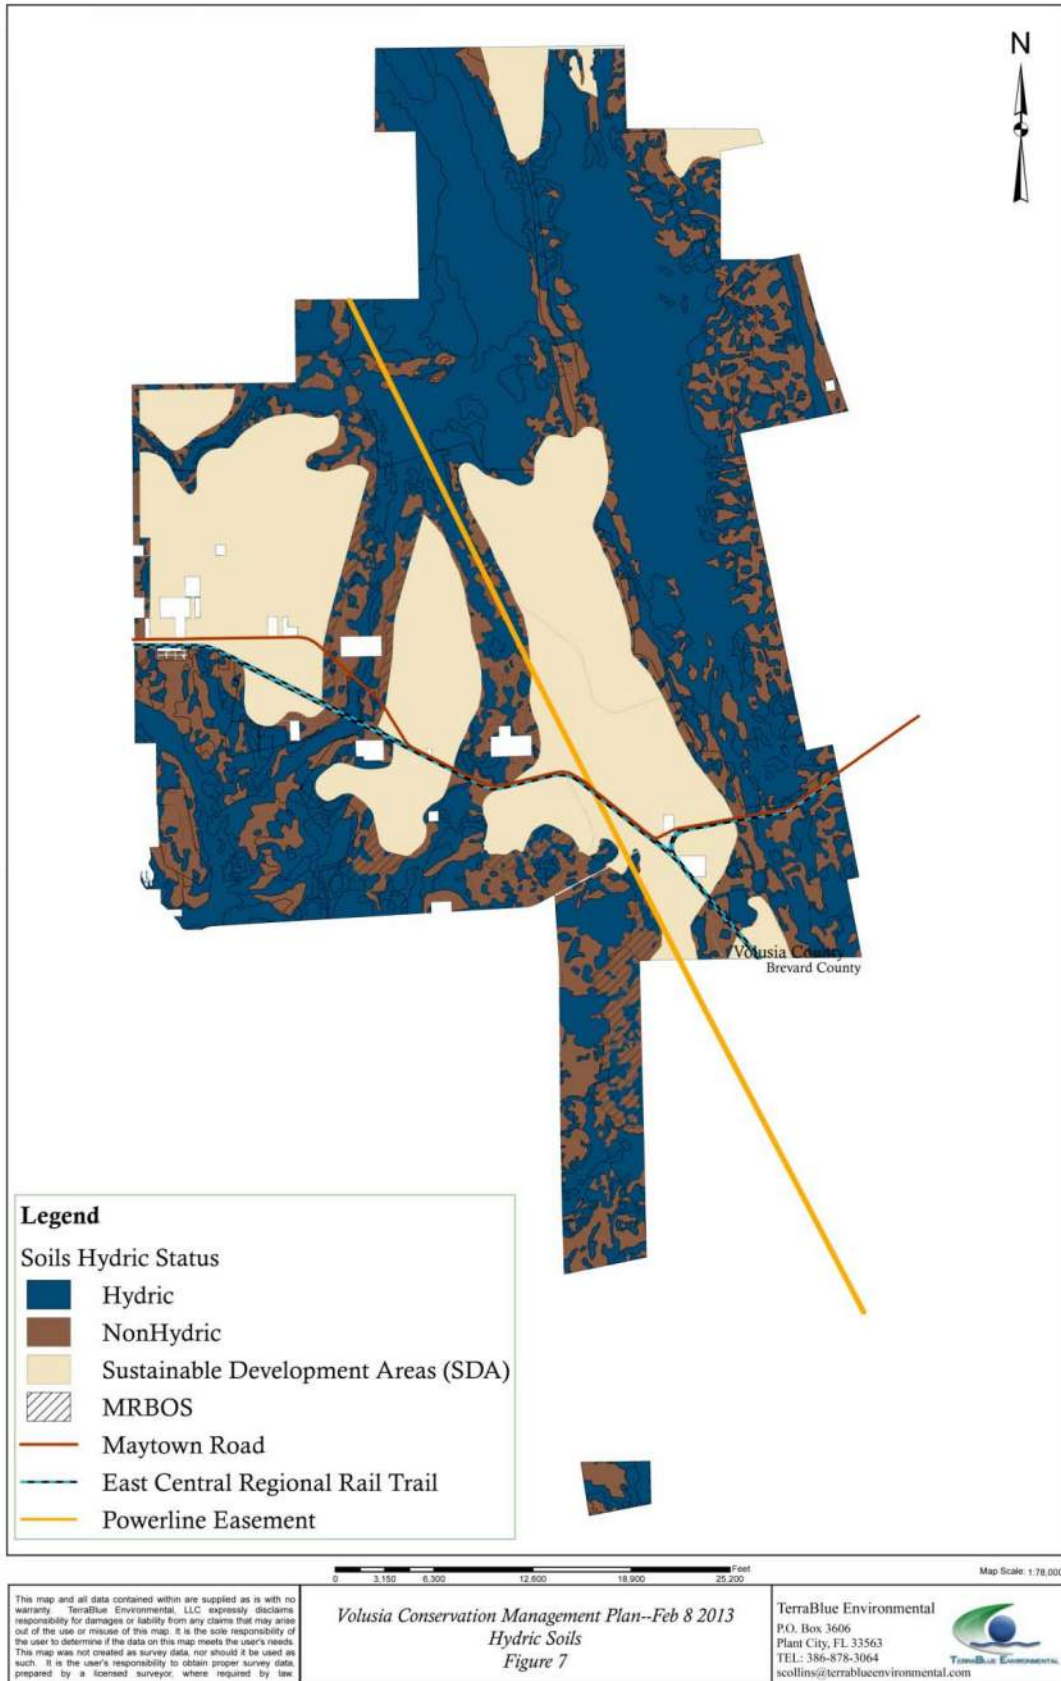 N
Volusia County
Brevard County
Legend
Soils Hydric Status
Hydric
NonHydric
Sustainable Development Areas (SDA)
MRBOS
Maytown Road
East Central Regional Rail Trail
Powerline Easement
Feet
0 3,150 6,300 12,600 18,900 25,200
Map Scale: 1:78,000
This map and all data contained within are supplied as is with no
warranty. TerraBlue Environmental, LLC expressly disclaims
responsibility for damages or liability from any claims that may arise
out of the use or misuse of this map. It is the sole responsibility of
the user to determine if the data on this map meets the user's needs.
This map was not created as survey data, nor should it be used as
such. It is the user's responsibility to obtain proper survey data,
prepared by a licensed surveyor, where required by law.
Volusia Conservation Management Plan--Feb 8 2013
Hydric Soils
Figure 7
TerraBlue Environmental
P.O. Box 3606
Plant City, FL 33563
TEL: 386-878-3064
scollins@terrablueenvironmental.com
TERRABLUE ENVIRONMENTAL